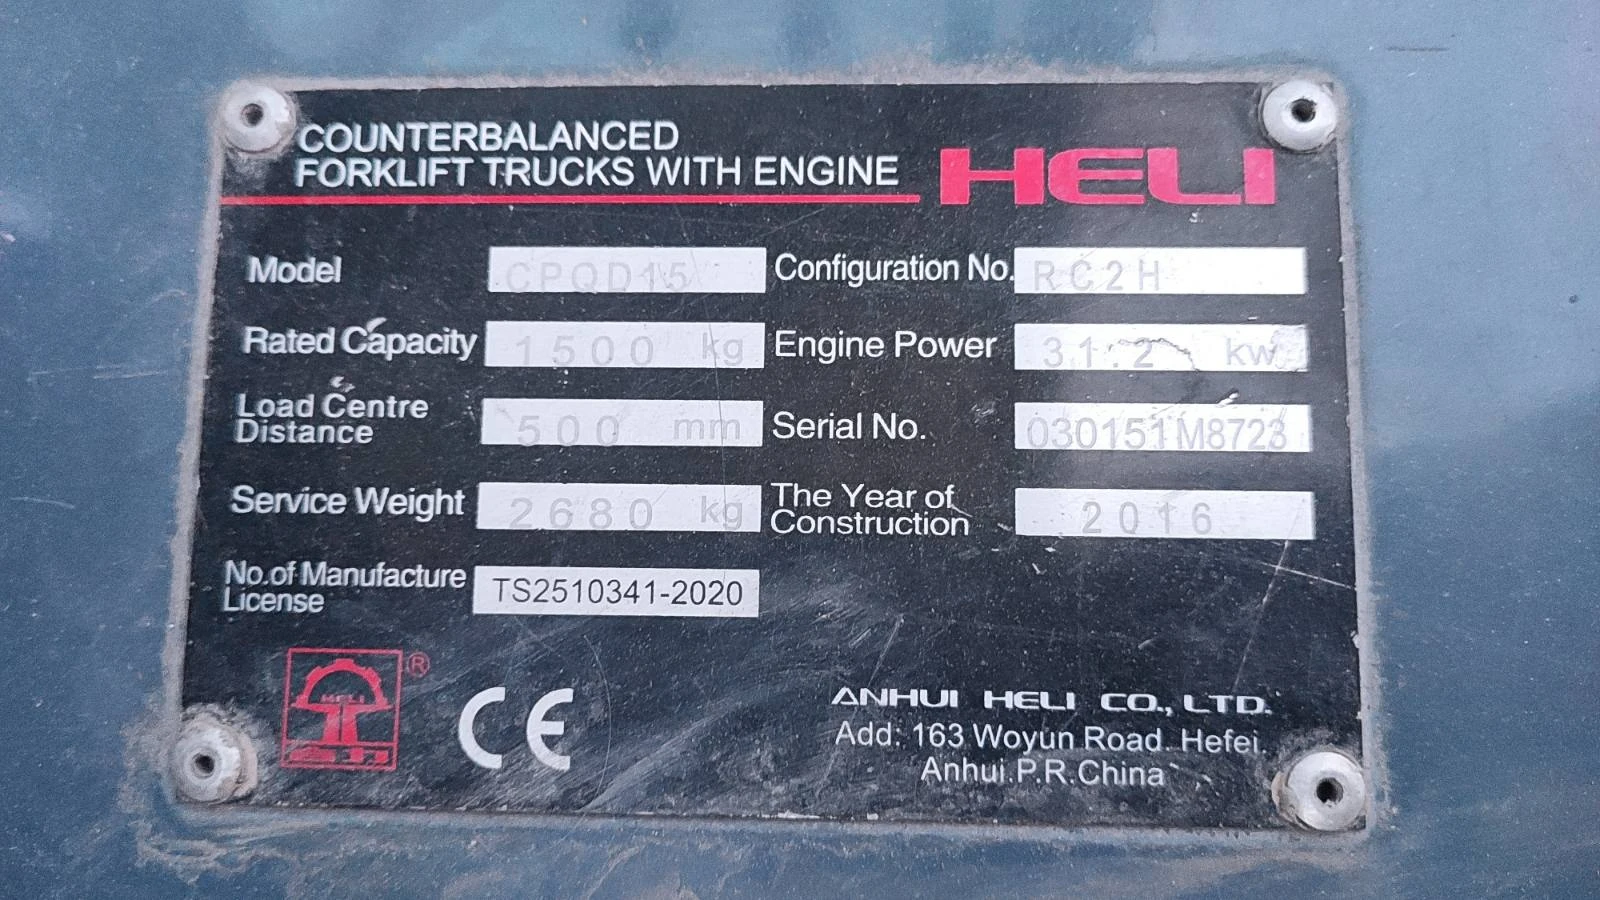 COUNTERBALANCED
FORKLIFT TRUCKS WITH ENGINE HELI
Model CPQD15 Configuration No. RC2H
Rated Capacity 1500 kg Engine Power 31.2 kw
Load Centre
Distance 500 mm Serial No. 030151M8723
Service Weight 2680 kg The Year of
Construction 2016
No.of Manufacture
License TS2510341-2020
HELI ®
CE
ANHUI HELI CO., LTD.
Add: 163 Woyun Road. Hefei.
Anhui.P.R.China